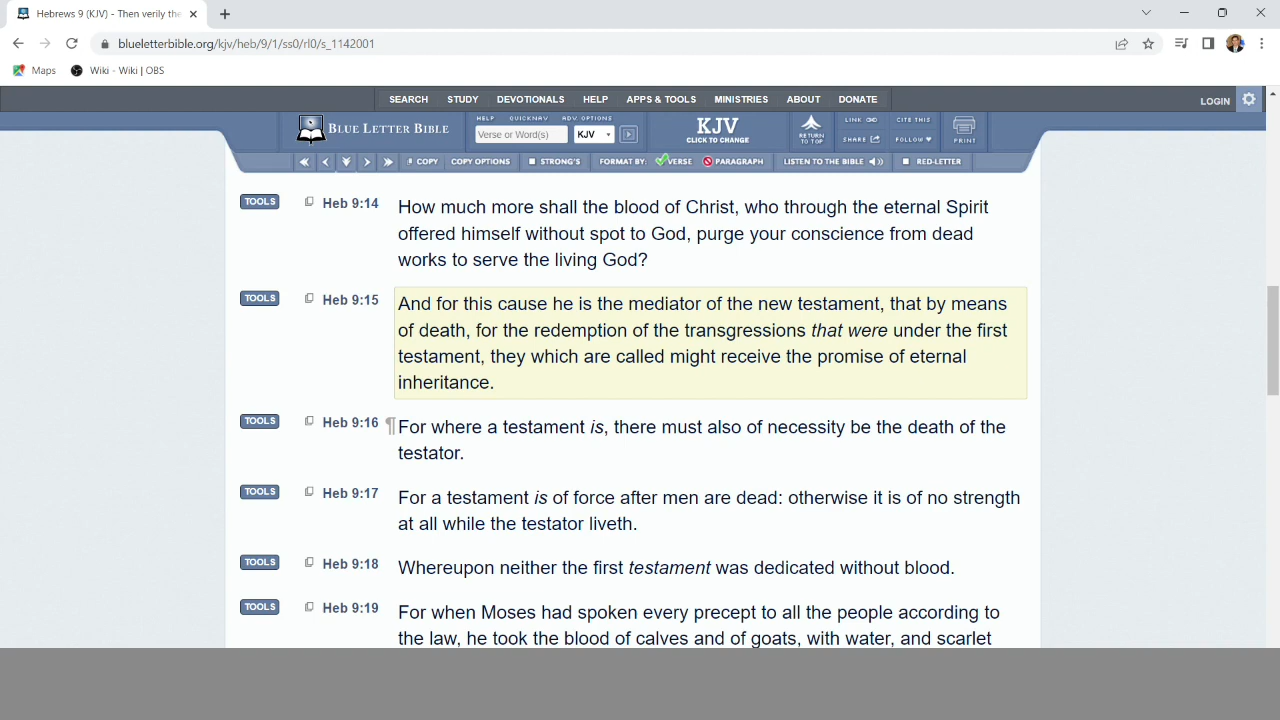 Hebrews 9 (KJV) - Then verily the
blueletterbible.org/kjv/heb/9/1/ss0/rl0/s_1142001
Maps Wiki - Wiki | OBS
SEARCH STUDY DEVOTIONALS HELP APPS & TOOLS MINISTRIES ABOUT DONATE LOGIN
HELP QUICKNAV ADV. OPTIONS
BLUE LETTER BIBLE
Verse or Word(s) KJV
KJV
CLICK TO CHANGE
RETURN TO TOP
LINK CITE THIS
SHARE FOLLOW
PRINT
COPY COPY OPTIONS STRONG'S FORMAT BY: VERSE PARAGRAPH LISTEN TO THE BIBLE RED-LETTER
TOOLS Heb 9:14 How much more shall the blood of Christ, who through the eternal Spirit
offered himself without spot to God, purge your conscience from dead
works to serve the living God?
TOOLS Heb 9:15 And for this cause he is the mediator of the new testament, that by means
of death, for the redemption of the transgressions that were under the first
testament, they which are called might receive the promise of eternal
inheritance.
TOOLS Heb 9:16 ¶For where a testament is, there must also of necessity be the death of the
testator.
TOOLS Heb 9:17 For a testament is of force after men are dead: otherwise it is of no strength
at all while the testator liveth.
TOOLS Heb 9:18 Whereupon neither the first testament was dedicated without blood.
TOOLS Heb 9:19 For when Moses had spoken every precept to all the people according to
the law, he took the blood of calves and of goats, with water, and scarlet